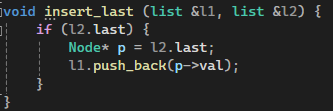 void insert_last (list &l1, list &l2) {
    if (l2.last) {
        Node* p = l2.last;
        l1.push_back(p->val);
    }
}